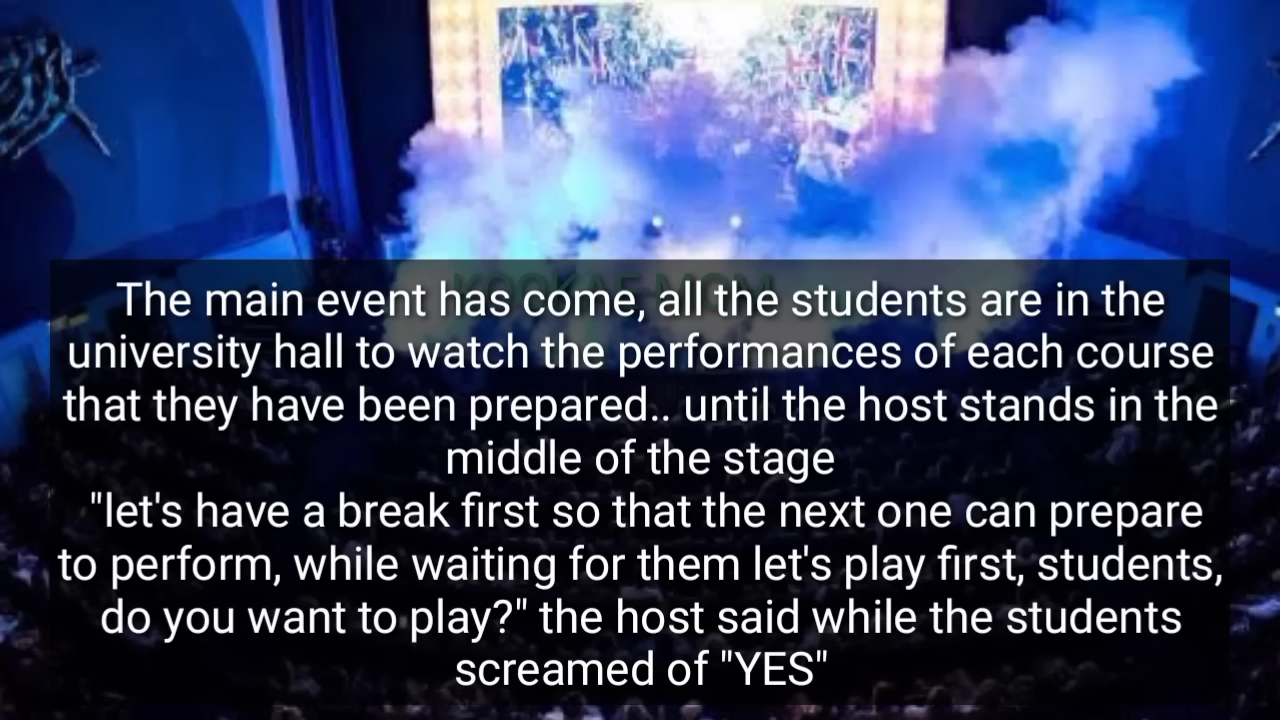 The main event has come, all the students are in the
university hall to watch the performances of each course
that they have been prepared.. until the host stands in the
middle of the stage
"let's have a break first so that the next one can prepare
to perform, while waiting for them let's play first, students,
do you want to play?" the host said while the students
screamed of "YES"